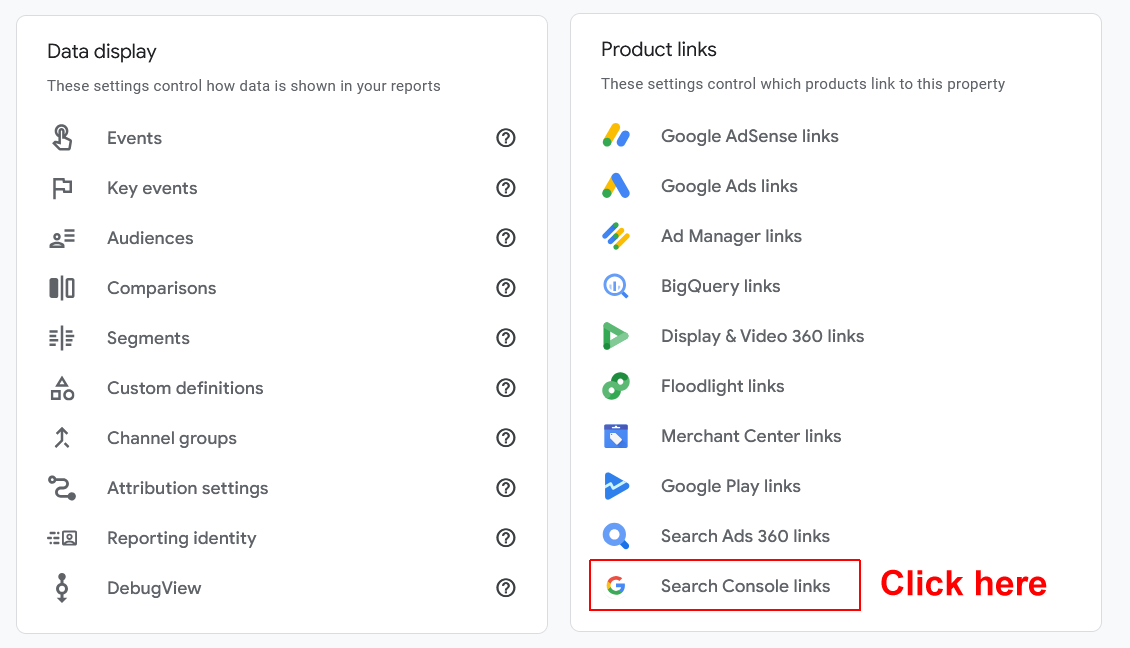 Data display
These settings control how data is shown in your reports
Events
Key events
Audiences
Comparisons
Segments
Custom definitions
Channel groups
Attribution settings
Reporting identity
DebugView
Product links
These settings control which products link to this property
Google AdSense links
Google Ads links
Ad Manager links
BigQuery links
Display & Video 360 links
Floodlight links
Merchant Center links
Google Play links
Search Ads 360 links
Search Console links
Click here